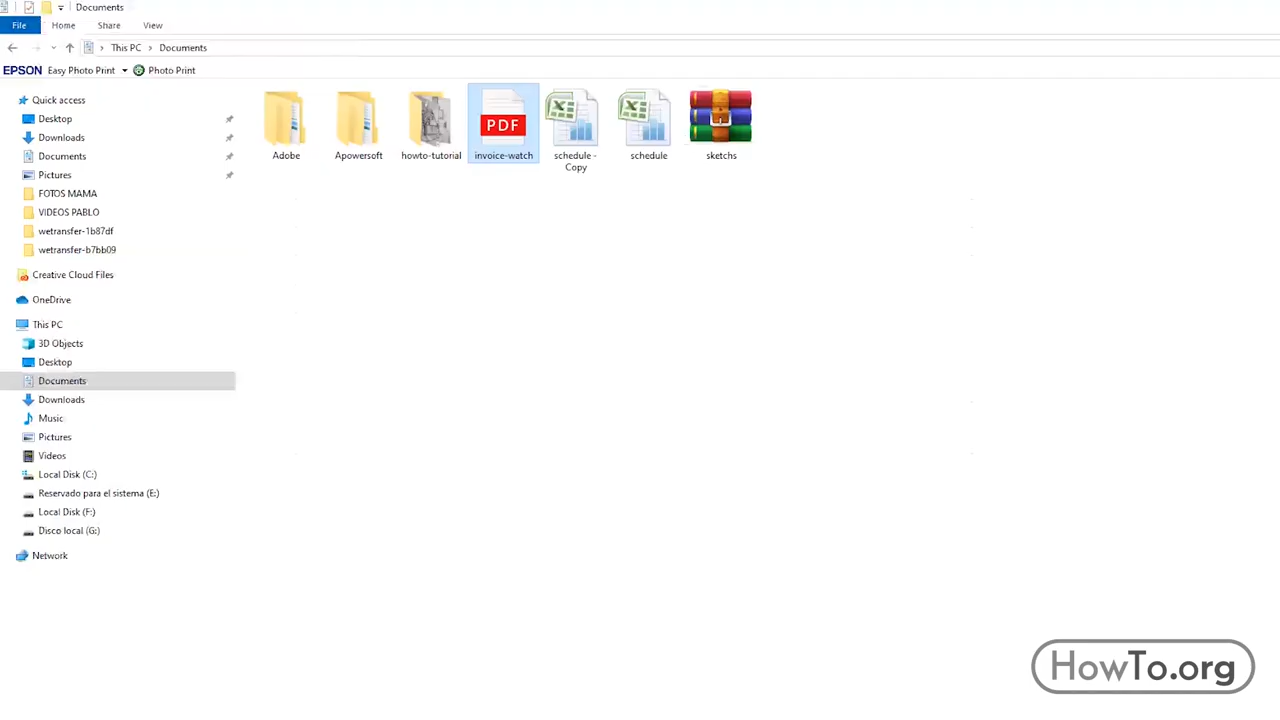 Documents
File Home Share View
This PC > Documents
EPSON Easy Photo Print Photo Print
Quick access
Desktop
Downloads
Documents
Pictures
FOTOS MAMA
VIDEOS PABLO
wetransfer-1b87df
wetransfer-b7bb09
Creative Cloud Files
OneDrive
This PC
3D Objects
Desktop
Documents
Downloads
Music
Pictures
Videos
Local Disk (C:)
Reservado para el sistema (E:)
Local Disk (F:)
Disco local (G:)
Network
PDF
Adobe Apowersoft howto-tutorial invoice-watch schedule - schedule sketchs
Copy
HowTo.org